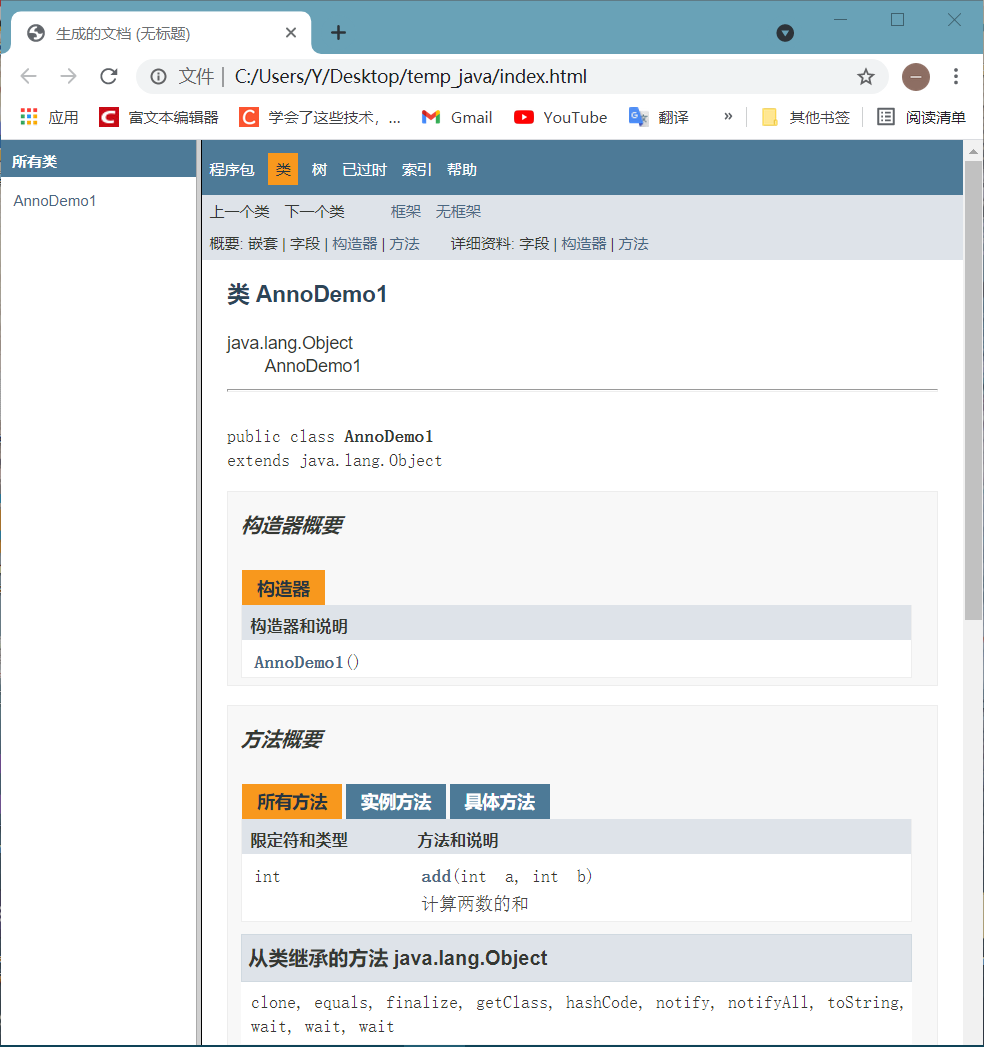 生成的文档 (无标题)
文件 | C:/Users/Y/Desktop/temp_java/index.html
应用 富文本编辑器 学会了这些技术，... Gmail YouTube 翻译 » 其他书签 阅读清单
所有类
AnnoDemo1
程序包 类 树 已过时 索引 帮助
上一个类 下一个类 框架 无框架
概要: 嵌套 | 字段 | 构造器 | 方法 详细资料: 字段 | 构造器 | 方法
类 AnnoDemo1
java.lang.Object
AnnoDemo1
public class AnnoDemo1
extends java.lang.Object
构造器概要
构造器
构造器和说明
AnnoDemo1()
方法概要
所有方法 实例方法 具体方法
限定符和类型 方法和说明
int add(int a, int b)
计算两数的和
从类继承的方法 java.lang.Object
clone, equals, finalize, getClass, hashCode, notify, notifyAll, toString,
wait, wait, wait